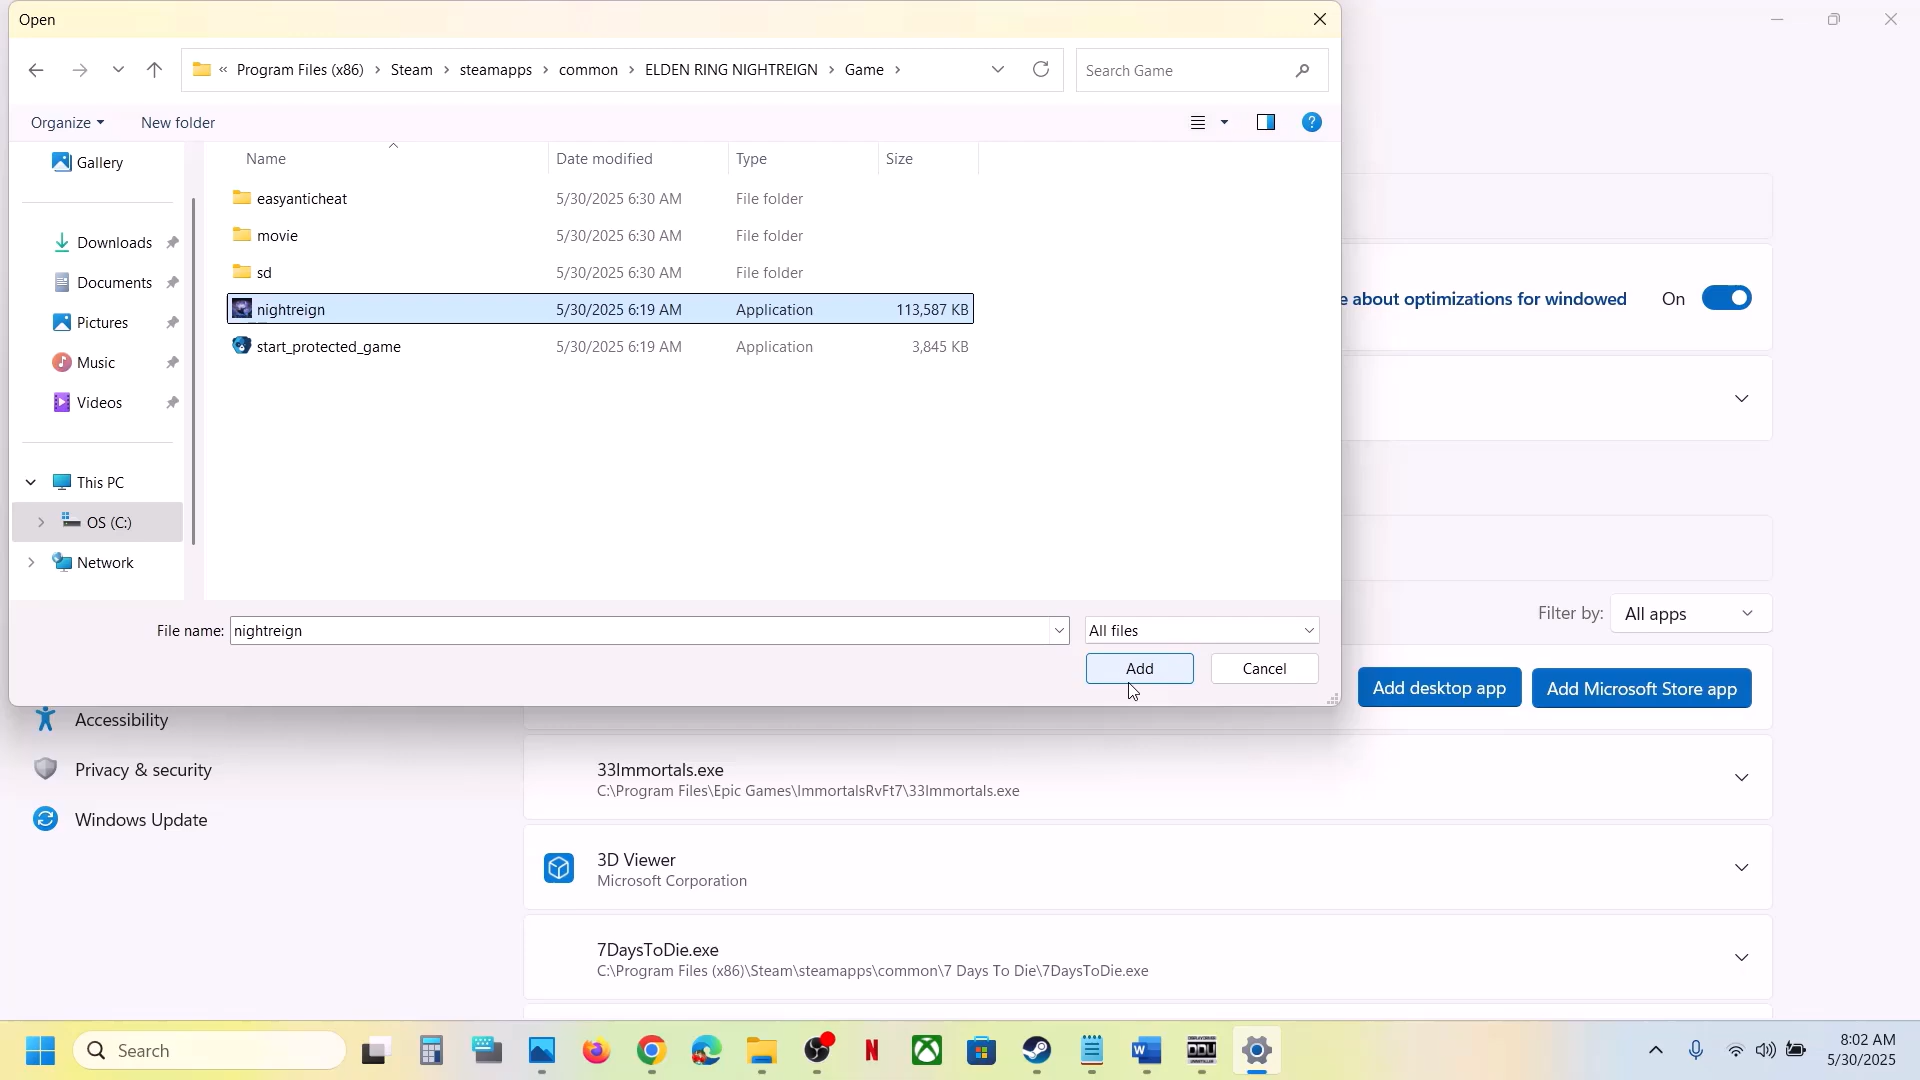 Open
« Program Files (x86) › Steam › steamapps › common › ELDEN RING NIGHTREIGN › Game ›
Search Game
Organize
New folder
Gallery
Downloads
Documents
Pictures
Music
Videos
This PC
OS (C:)
Network
Name Date modified Type Size
easyanticheat 5/30/2025 6:30 AM File folder
movie 5/30/2025 6:30 AM File folder
sd 5/30/2025 6:30 AM File folder
nightreign 5/30/2025 6:19 AM Application 113,587 KB
start_protected_game 5/30/2025 6:19 AM Application 3,845 KB
File name: nightreign
All files
Add
Cancel
e about optimizations for windowed
On
Filter by: All apps
Add desktop app
Add Microsoft Store app
Accessibility
Privacy & security
Windows Update
33Immortals.exe
C:\Program Files\Epic Games\ImmortalsRvFt7\33Immortals.exe
3D Viewer
Microsoft Corporation
7DaysToDie.exe
C:\Program Files (x86)\Steam\steamapps\common\7 Days To Die\7DaysToDie.exe
Search
N
W
DDU
8:02 AM
5/30/2025